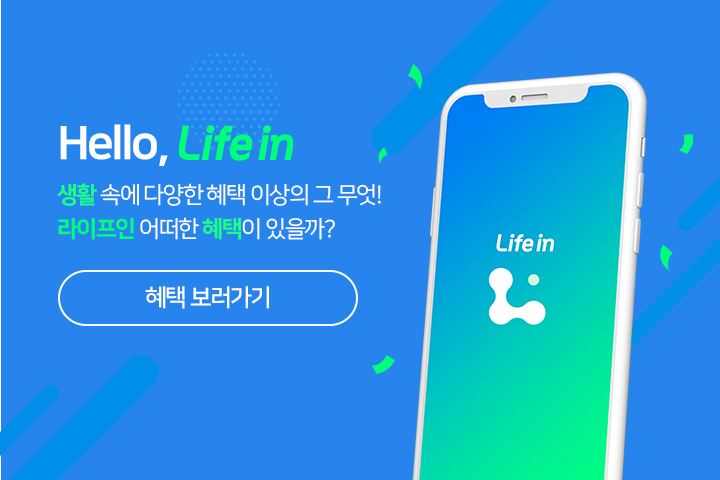 Hello, Life in
생활 속에 다양한 혜택 이상의 그 무엇!
라이프인 어떠한 혜택이 있을까?
혜택 보러가기
Life in